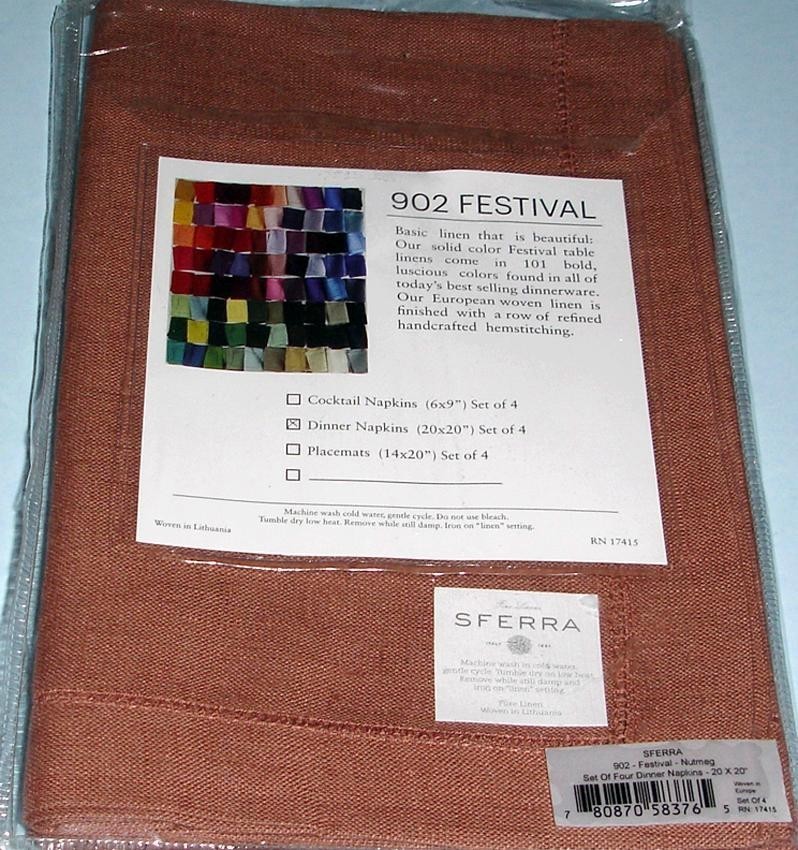 902 FESTIVAL
Basic linen that is beautiful:
Our solid color Festival table
linens come in 101 bold,
luscious colors found in all of
today's best selling dinnerware.
Our European woven linen is
finished with a row of refined
handcrafted hemstitching.
Cocktail Napkins (6x9") Set of 4
Dinner Napkins (20x20") Set of 4
Placemats (14x20") Set of 4
Machine wash cold water, gentle cycle. Do not use bleach.
Tumble dry low heat. Remove while still damp. Iron on "linen" setting.
Woven in Lithuania
RN 17415
Fine Linens
SFERRA
ITALY 1891
Machine wash in cold water,
gentle cycle. Tumble dry on low heat.
Remove while still damp and
iron on "linen" setting.
Pure Linen
Woven in Lithuania
SFERRA
902 - Festival - Nutmeg
Set Of Four Dinner Napkins - 20 X 20"
Woven in
Europe
Set Of 4
RN: 17415
7 80870 58376 5